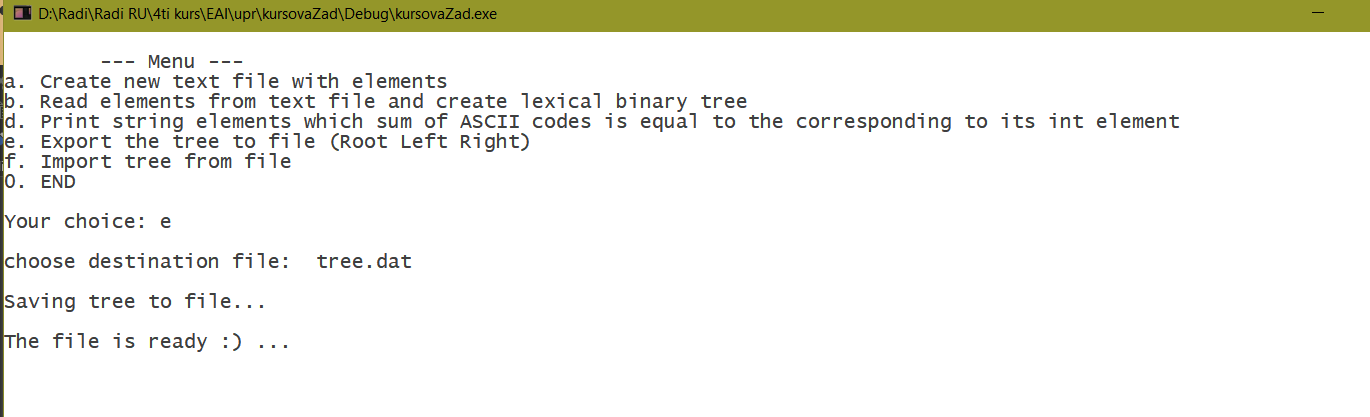 D:\Radi\Radi RU\4ti kurs\EAI\upr\kursovaZad\Debug\kursovaZad.exe
--- Menu ---
a. Create new text file with elements
b. Read elements from text file and create lexical binary tree
d. Print string elements which sum of ASCII codes is equal to the corresponding to its int element
e. Export the tree to file (Root Left Right)
f. Import tree from file
0. END
Your choice: e
choose destination file:  tree.dat
Saving tree to file...
The file is ready :) ...